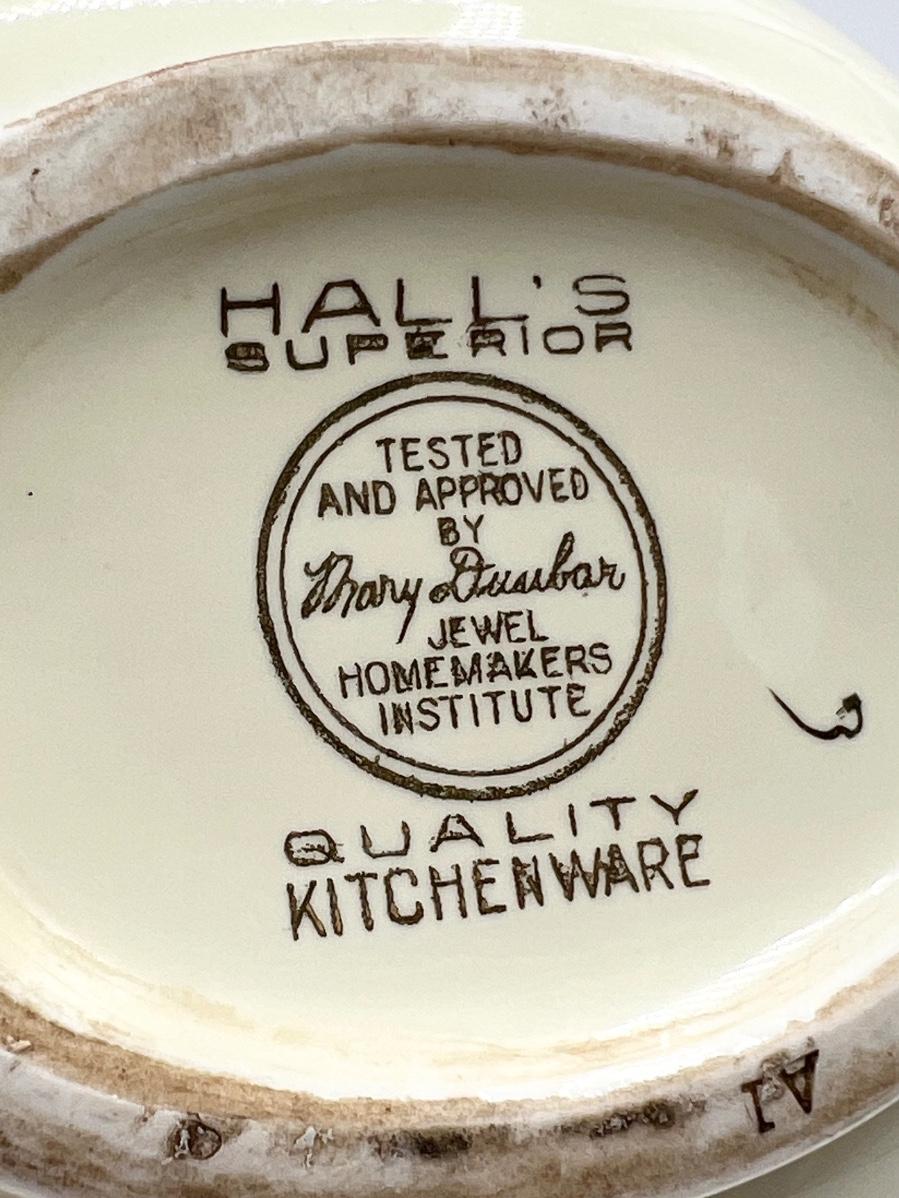 HALL'S
SUPERIOR
TESTED
AND APPROVED
BY
Mary Dunbar
JEWEL
HOMEMAKERS
INSTITUTE
QUALITY
KITCHENWARE